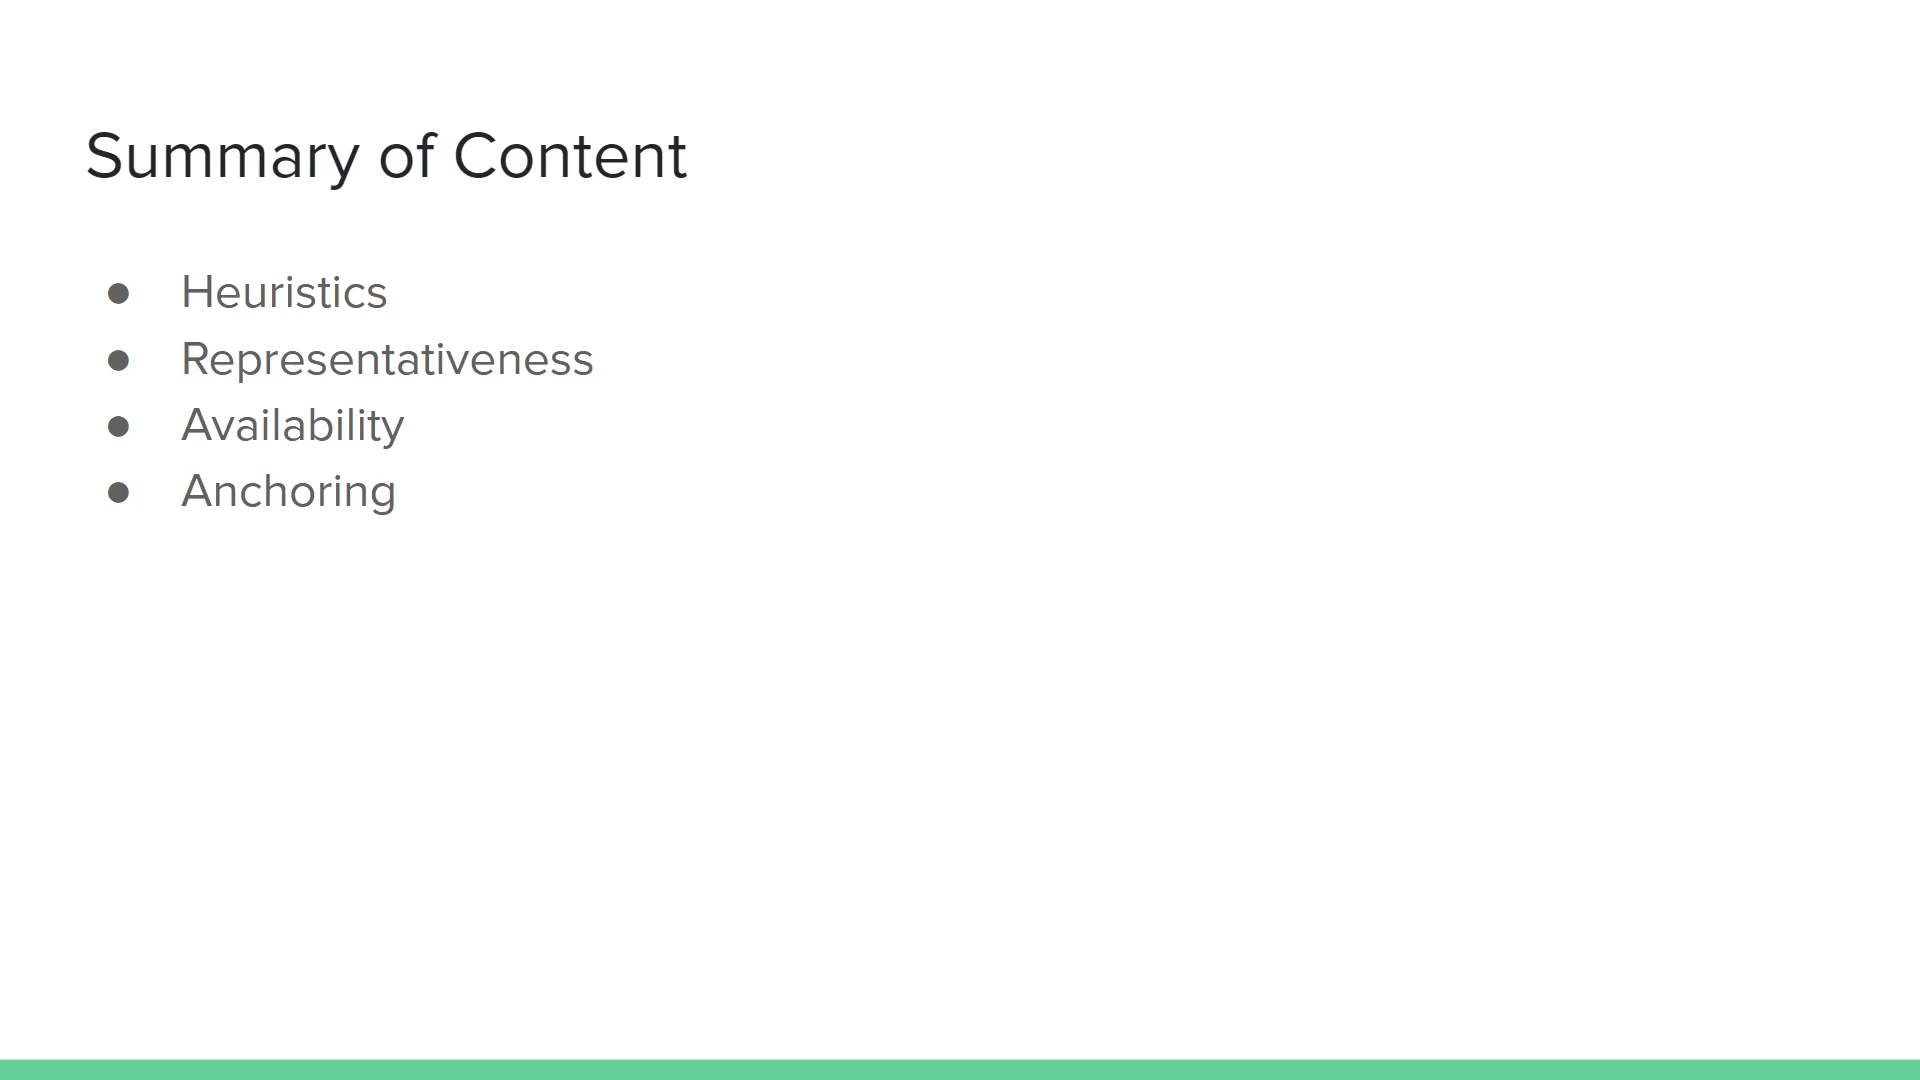 Summary of Content
● Heuristics
● Representativeness
● Availability
● Anchoring